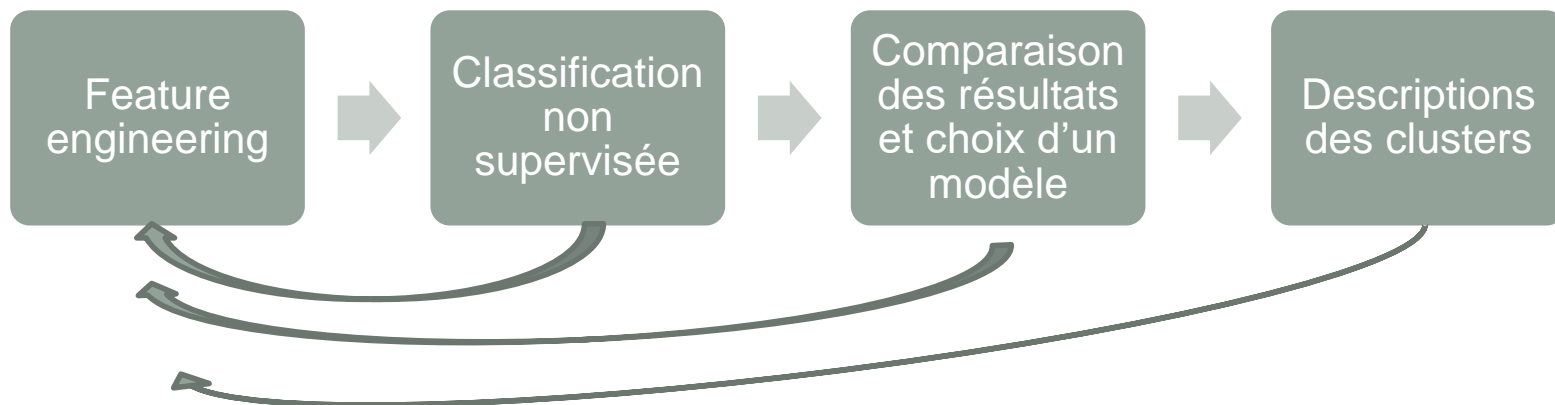 Feature
engineering
Classification
non
supervisée
Comparaison
des résultats
et choix d'un
modèle
Descriptions
des clusters